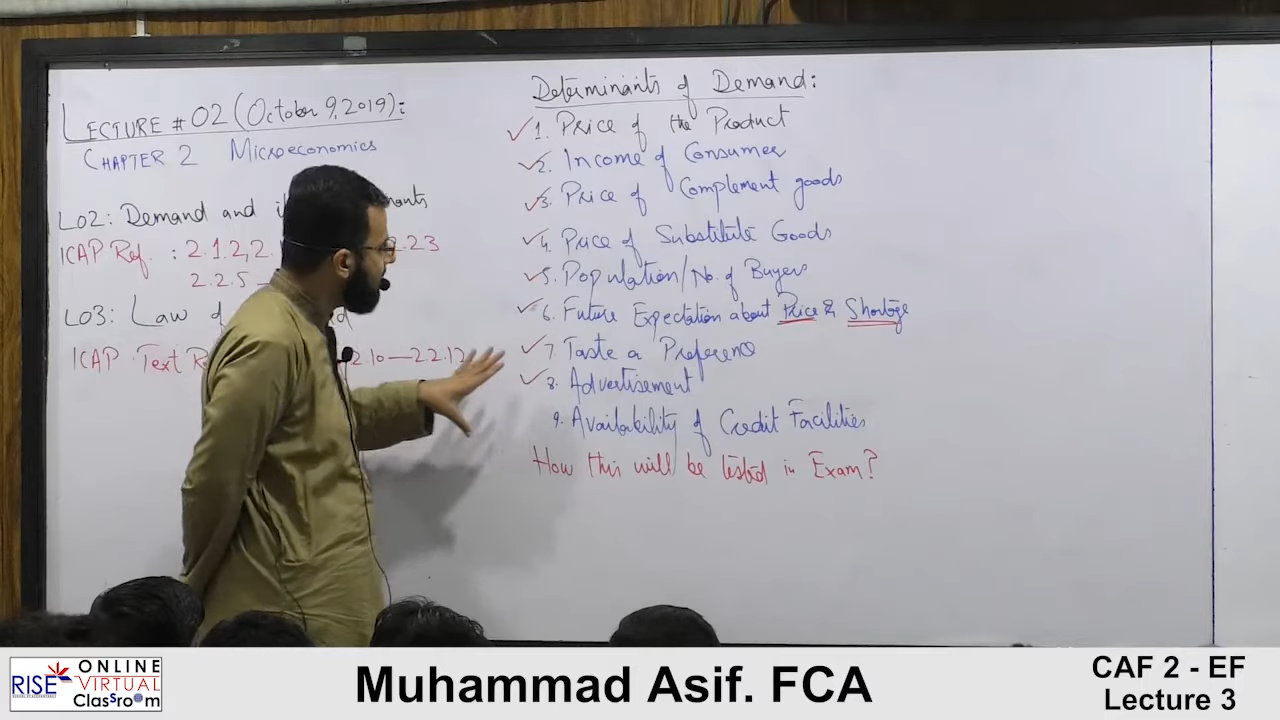 LECTURE # 02 (October 9, 2019):
CHAPTER 2 Microeconomics
LO2: Demand and
ICAP Ref. : 2.1.2, 2. 2.23
2.2.5 —
LO3: Law of
ICAP Text 2.10 — 2.2.12
Determinants of Demand:
✓ 1. Price of the Product
✓ 2. Income of Consumer
✓ 3. Price of Complement goods
✓ 4. Price of Substitute Goods
✓ 5. Population/No. of Buyers
✓ 6. Future Expectation about Price & Shortage
✓ 7. Taste or Preference
✓ 8. Advertisement
9. Availability of Credit Facilities
How this will be tested in Exam?
RISE
ONLINE
VIRTUAL
Classroom
Muhammad Asif. FCA
CAF 2 - EF
Lecture 3